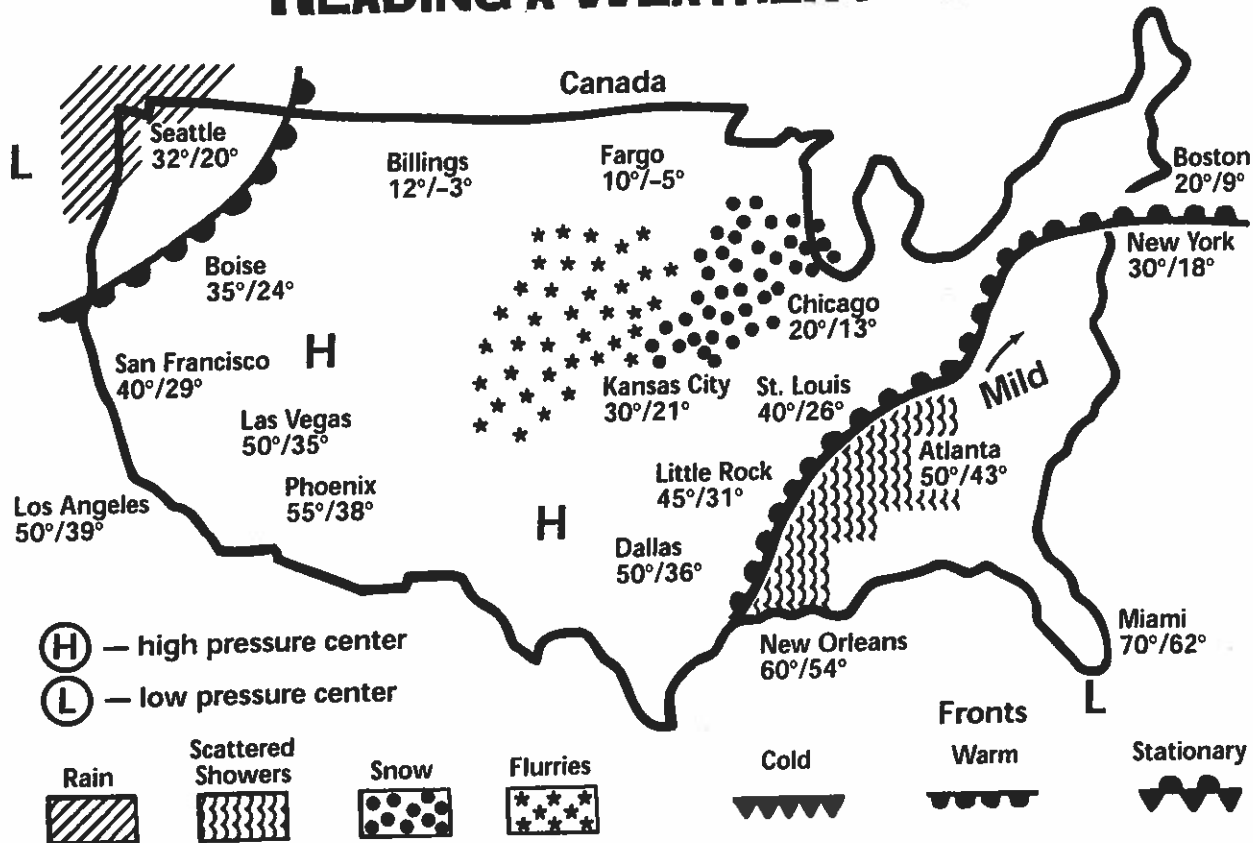 READING A WEATHER
Canada
Seattle
32°/20°
L
Billings
12°/–3°
Fargo
10°/–5°
Boston
20°/9°
New York
30°/18°
Boise
35°/24°
Chicago
20°/13°
H
San Francisco
40°/29°
Kansas City
30°/21°
St. Louis
40°/26°
Mild
Las Vegas
50°/35°
Atlanta
50°/43°
Little Rock
45°/31°
Phoenix
55°/38°
Los Angeles
50°/39°
H
Dallas
50°/36°
H — high pressure center
L — low pressure center
New Orleans
60°/54°
Miami
70°/62°
L
Fronts
Rain
Scattered
Showers
Snow
Flurries
Cold
Warm
Stationary